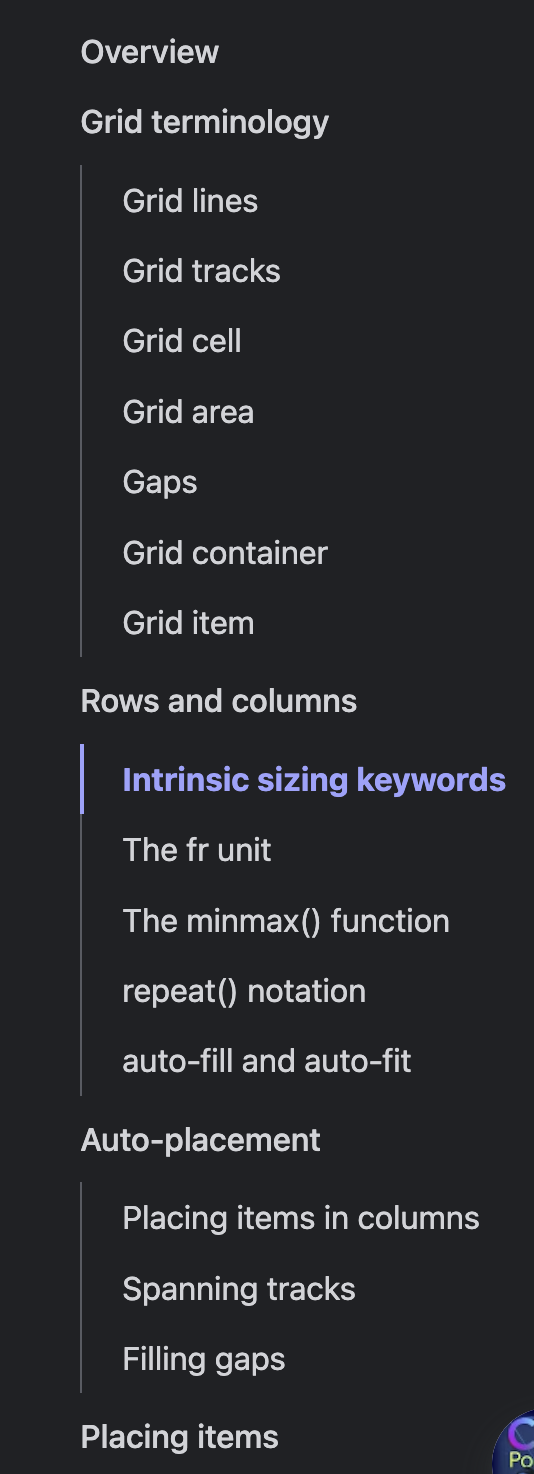 Overview
Grid terminology
Grid lines
Grid tracks
Grid cell
Grid area
Gaps
Grid container
Grid item
Rows and columns
Intrinsic sizing keywords
The fr unit
The minmax() function
repeat() notation
auto-fill and auto-fit
Auto-placement
Placing items in columns
Spanning tracks
Filling gaps
Placing items